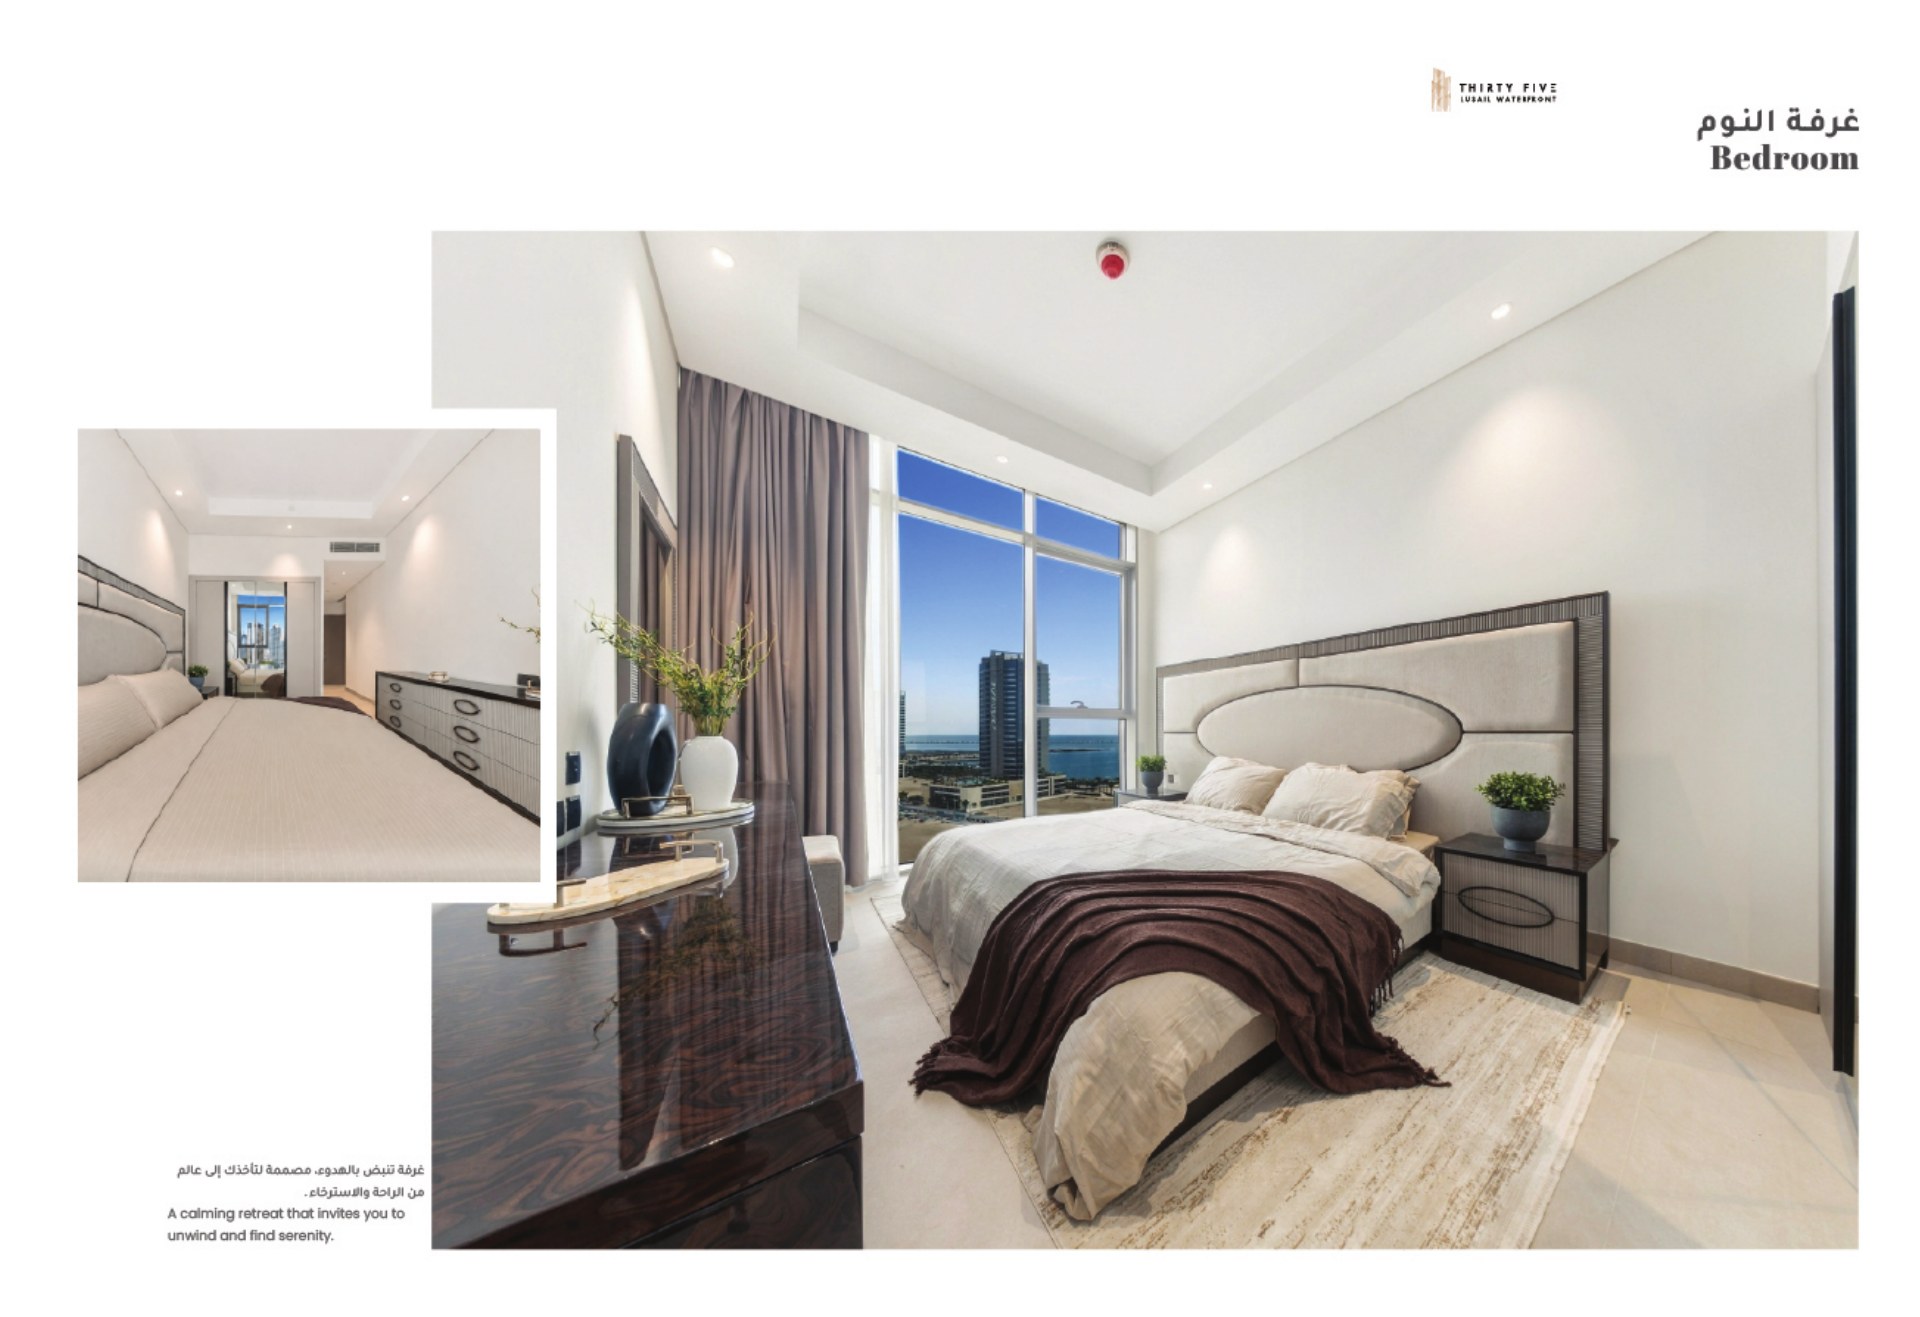 THIRTY FIVE
LUSAIL WATERFRONT
غرفة النوم
Bedroom
غرفة تنبض بالهدوء، مصممة لتأخذك إلى عالم
من الراحة والاسترخاء.
A calming retreat that invites you to
unwind and find serenity.